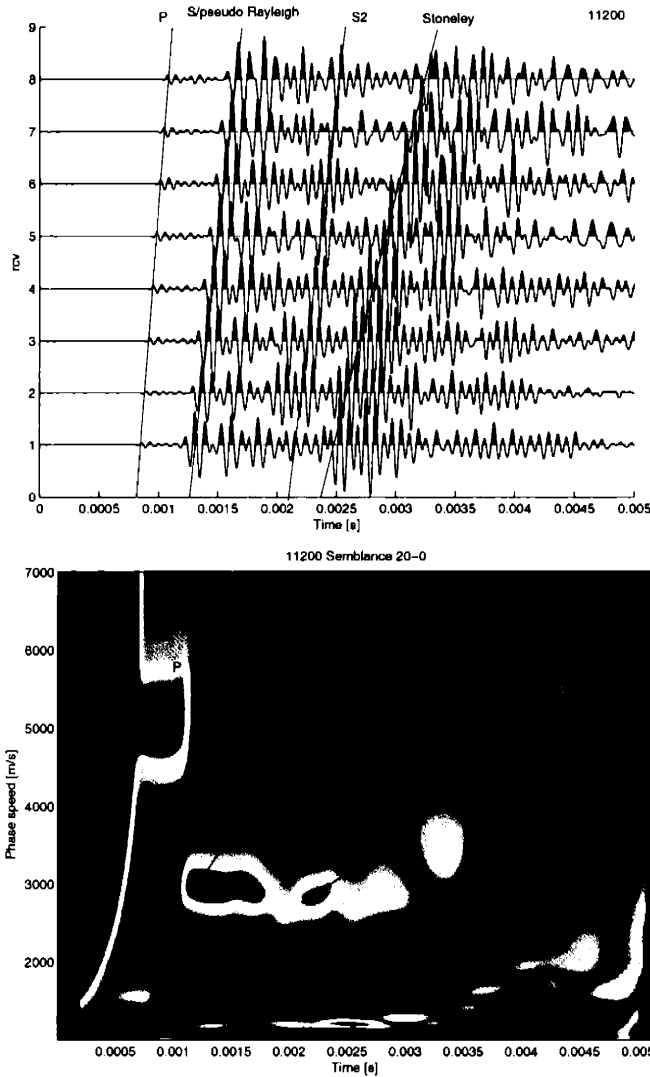 P S/pseudo Rayleigh S2 Stoneley 11200
9
8
7
6
5
4
3
2
1
0
rcv
0 0.0005 0.001 0.0015 0.002 0.0025 0.003 0.0035 0.004 0.0045 0.005
Time [s]
11200 Semblance 20-0
7000
6000
P
5000
4000
3000
2000
Phase speed [m/s]
0.0005 0.001 0.0015 0.002 0.0025 0.003 0.0035 0.004 0.0045 0.005
Time [s]